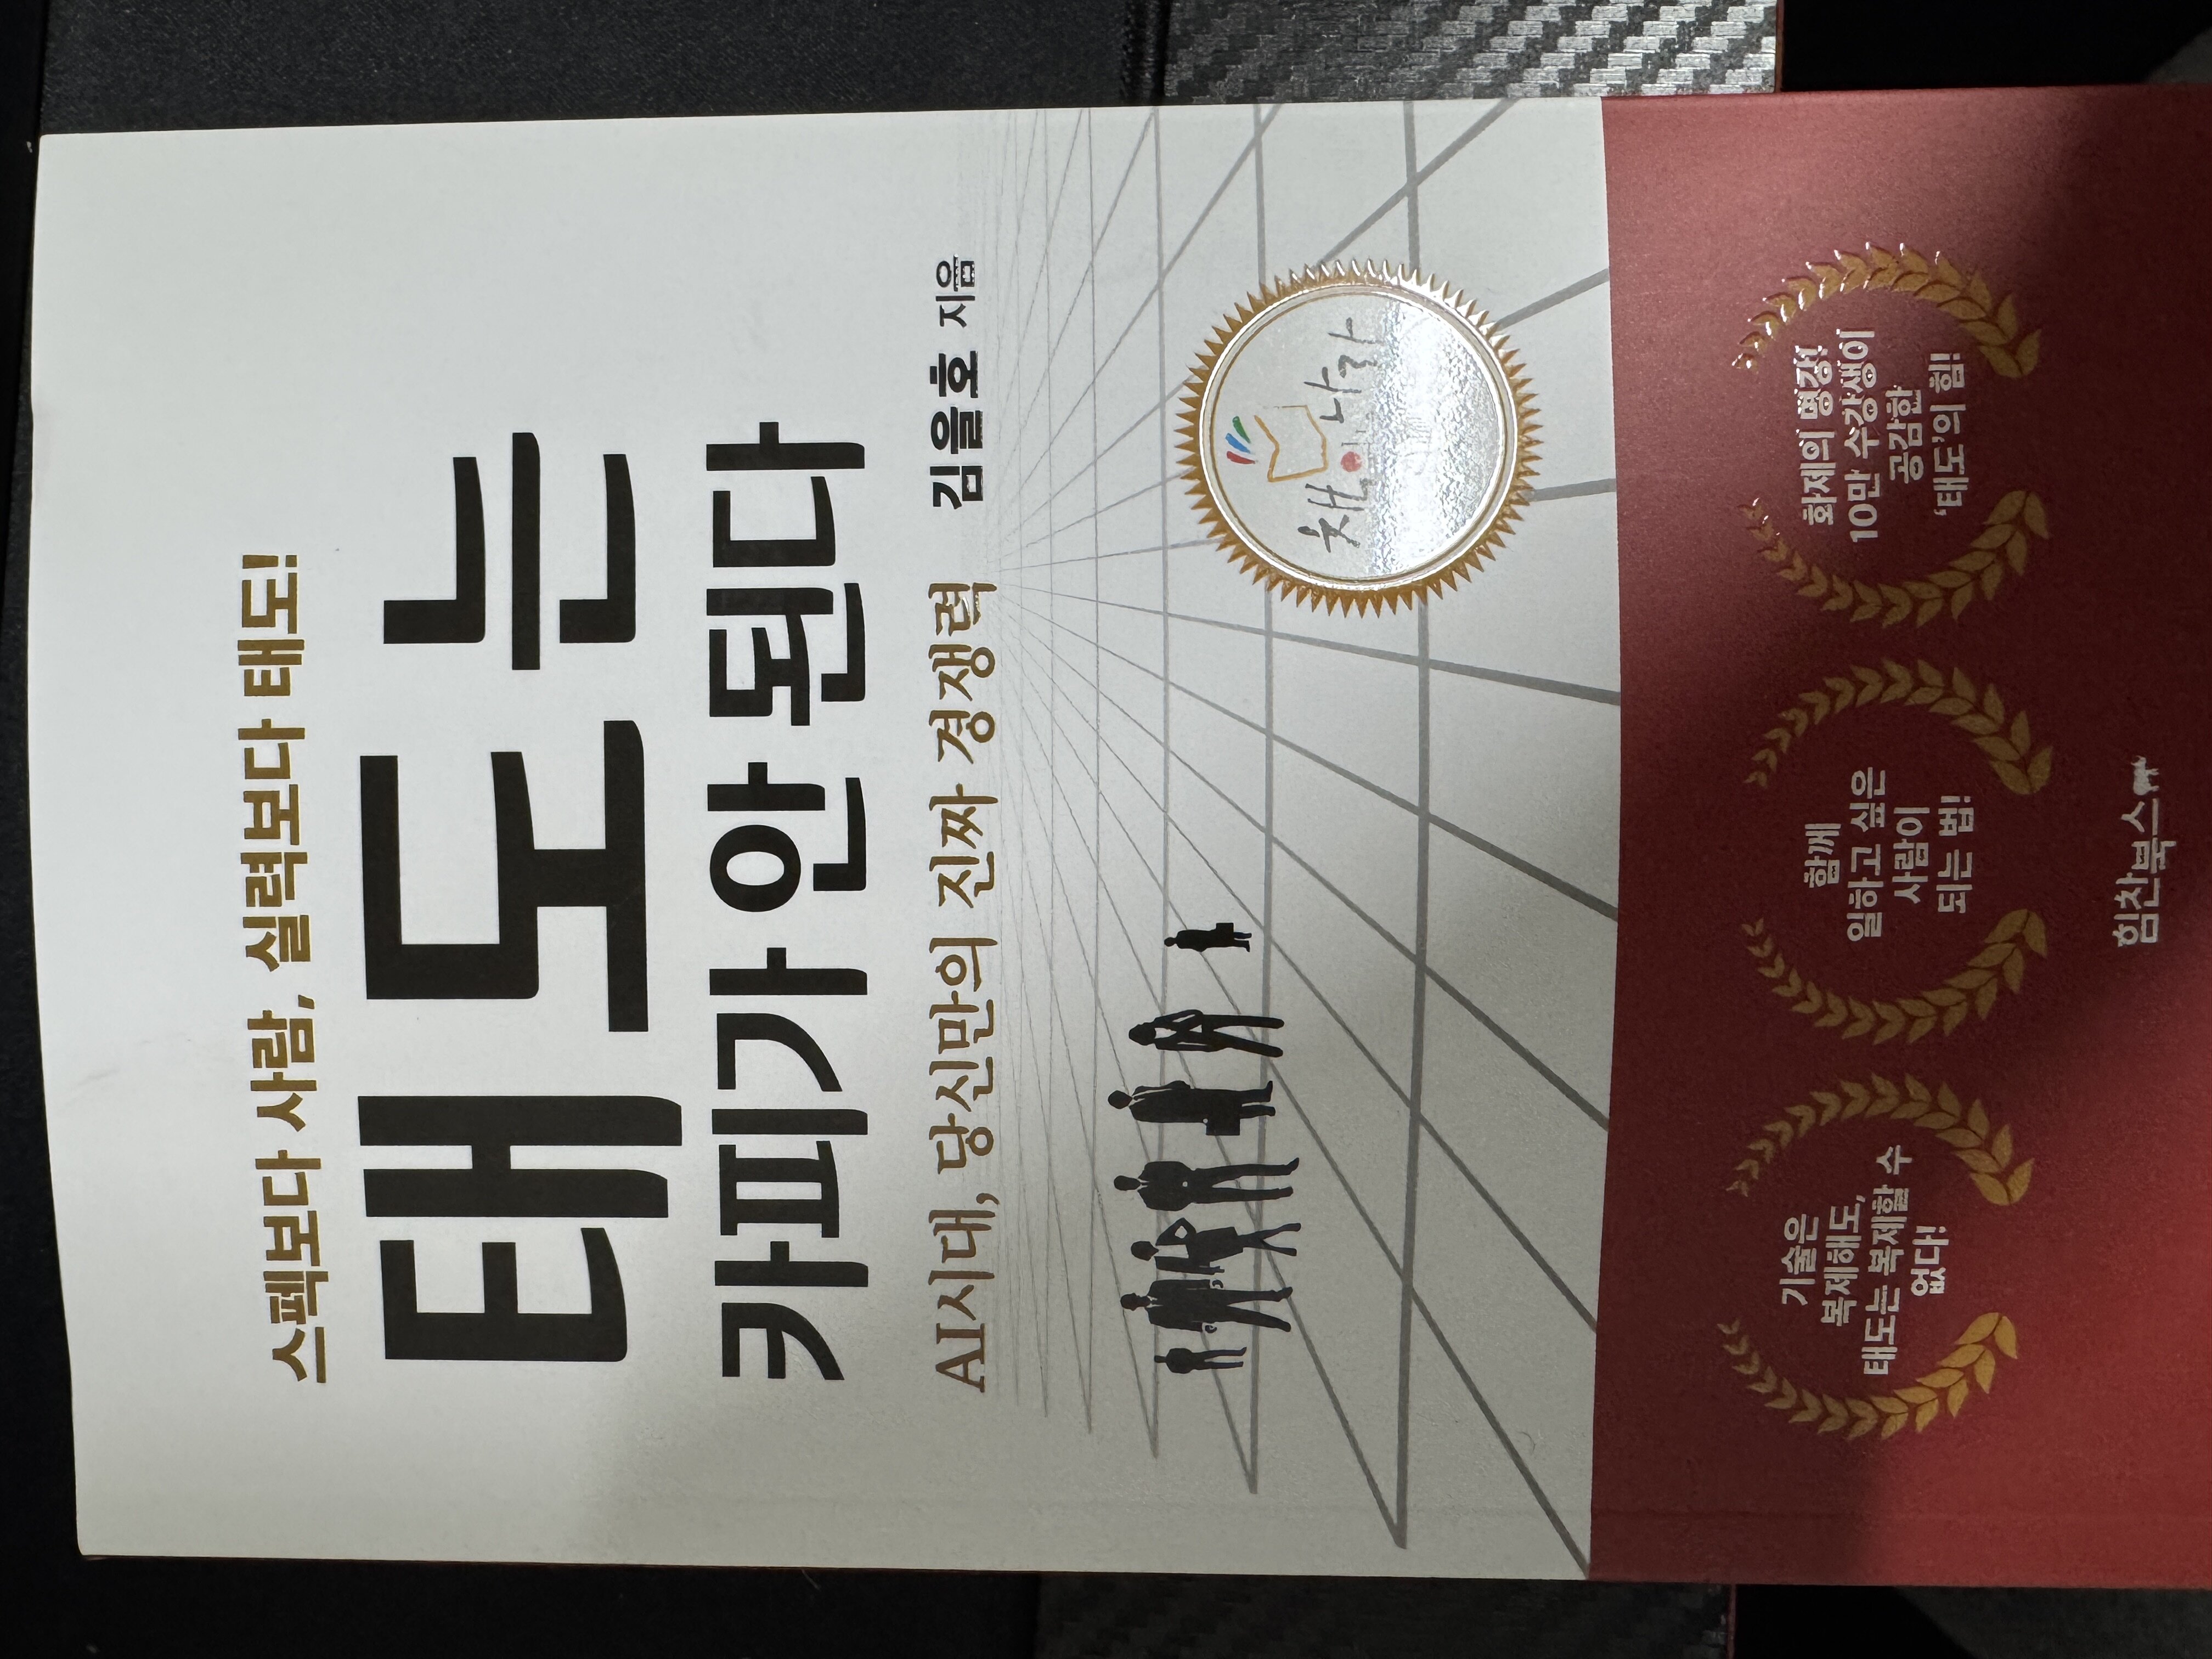 스펙보다 사람, 실력보다 태도!
태도는
카피가 안 된다
AI시대, 당신만의 진짜 경쟁력 김을호 지음
책의나라
기술은
복제해도,
태도는 복제할 수
없다!
함께
일하고 싶은
사람이
되는 법!
화제의 명강!
10만 수강생이
공감한
‘태도’의 힘!
힘찬북스